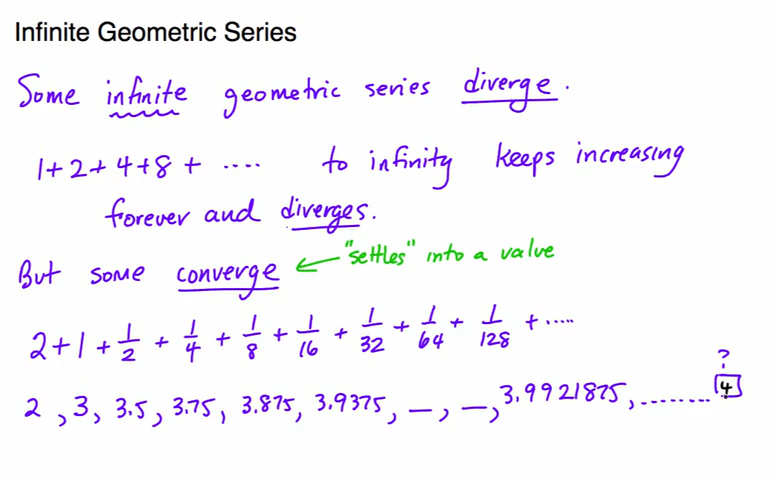 Infinite Geometric Series
Some infinite geometric series diverge.
1+2+4+8 + .... to infinity keeps increasing
forever and diverges.
"settles" into a value
But some converge
2+1 + 1/2 + 1/4 + 1/8 + 1/16 + 1/32 + 1/64 + 1/128 + .....
?
2 , 3, 3.5, 3.75, 3.875, 3.9375, _, _, 3.9921875, ........ 4